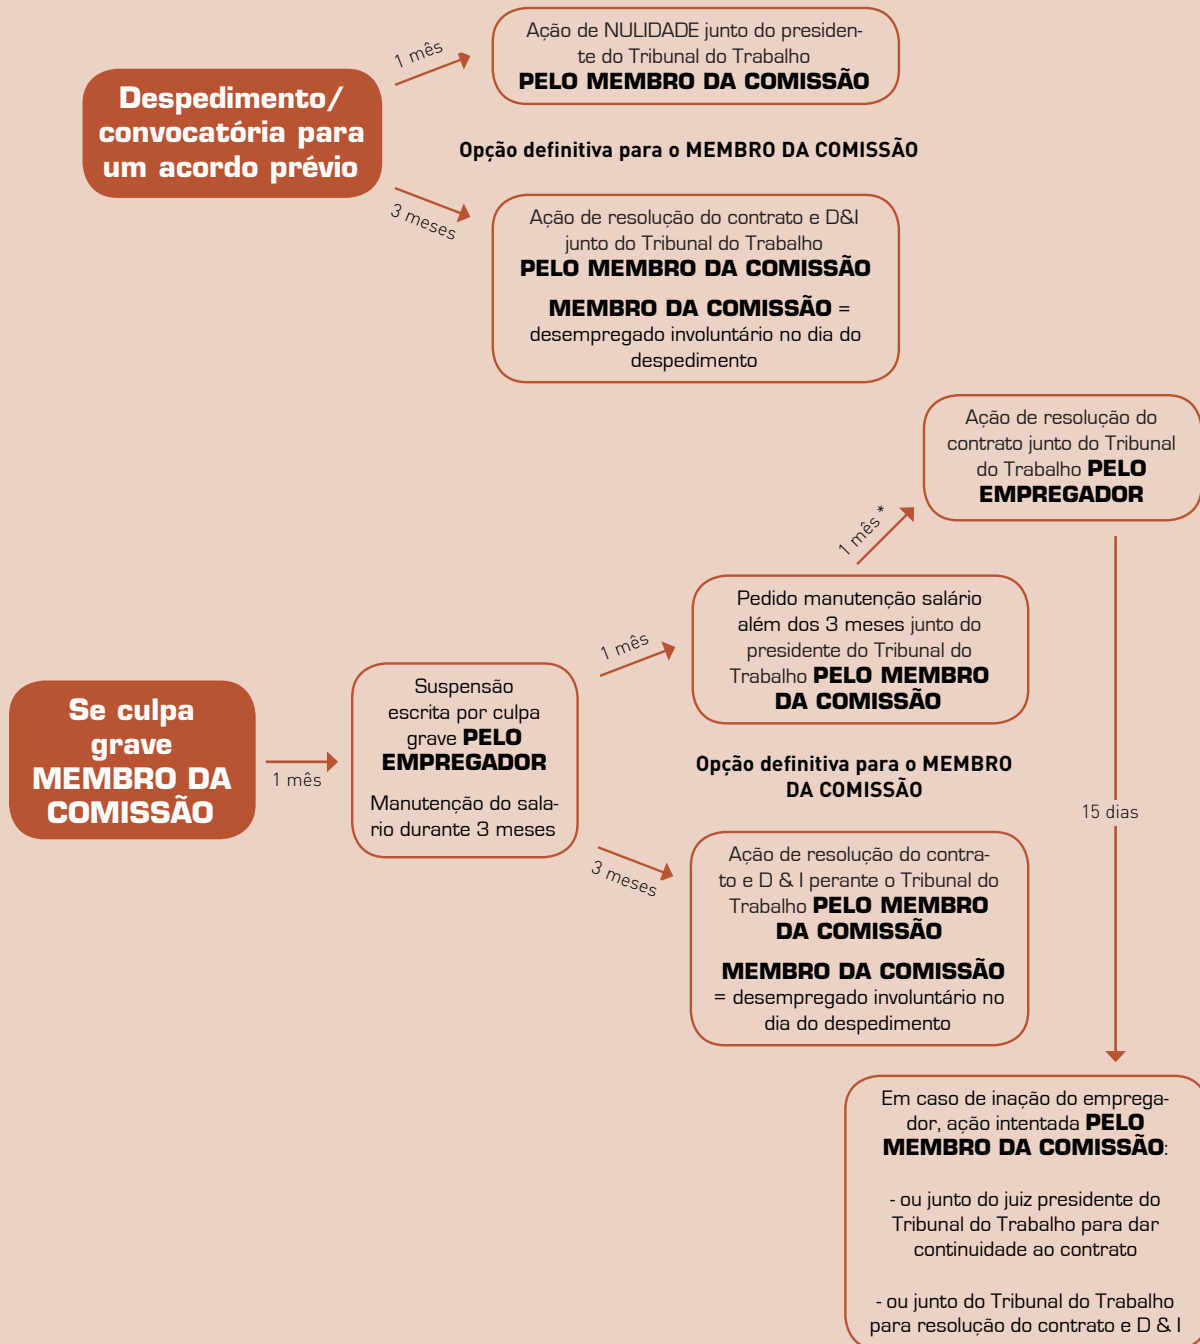 Despedimento/
convocatória para
um acordo prévio
1 mês
Ação de NULIDADE junto do presiden-
te do Tribunal do Trabalho
PELO MEMBRO DA COMISSÃO
Opção definitiva para o MEMBRO DA COMISSÃO
3 meses
Ação de resolução do contrato e D&I
junto do Tribunal do Trabalho
PELO MEMBRO DA COMISSÃO
MEMBRO DA COMISSÃO =
desempregado involuntário no dia do
despedimento
Se culpa
grave
MEMBRO DA
COMISSÃO
1 mês
Suspensão
escrita por culpa
grave PELO
EMPREGADOR
Manutenção do sala-
rio durante 3 meses
1 mês
Pedido manutenção salário
além dos 3 meses junto do
presidente do Tribunal do
Trabalho PELO MEMBRO
DA COMISSÃO
1 mês *
Ação de resolução do
contrato junto do Tribunal
do Trabalho PELO
EMPREGADOR
Opção definitiva para o MEMBRO
DA COMISSÃO
3 meses
Ação de resolução do contra-
to e D & I perante o Tribunal do
Trabalho PELO MEMBRO
DA COMISSÃO
MEMBRO DA COMISSÃO
= desempregado involuntário no
dia do despedimento
15 dias
Em caso de inação do emprega-
dor, ação intentada PELO
MEMBRO DA COMISSÃO:
- ou junto do juiz presidente do
Tribunal do Trabalho para dar
continuidade ao contrato
- ou junto do Tribunal do Trabalho
para resolução do contrato e D & I